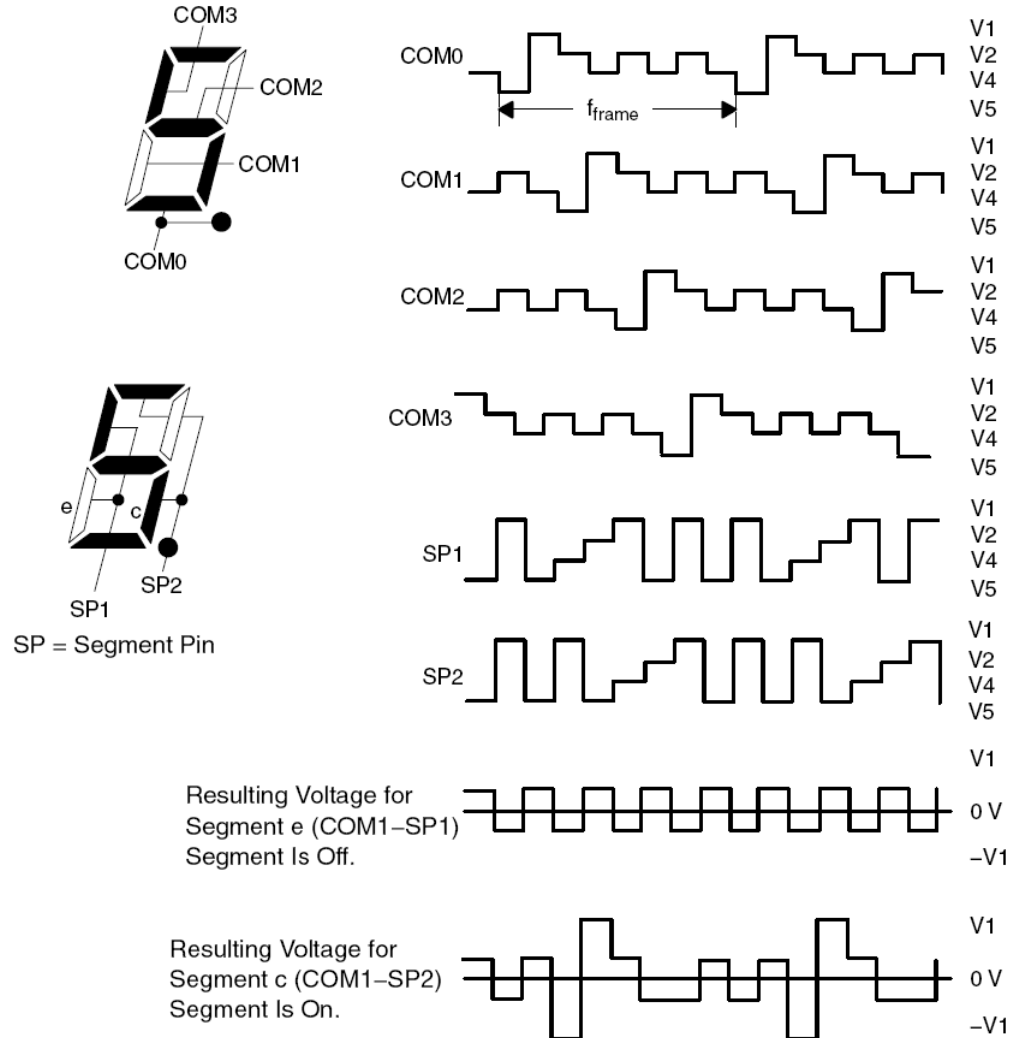 COM3
COM2
COM1
COM0
COM0
V1
V2
V4
V5
fframe
COM1
V1
V2
V4
V5
COM2
V1
V2
V4
V5
COM3
V1
V2
V4
V5
e
c
SP1
SP2
SP = Segment Pin
SP1
V1
V2
V4
V5
SP2
V1
V2
V4
V5
Resulting Voltage for
Segment e (COM1−SP1)
Segment Is Off.
V1
0 V
−V1
Resulting Voltage for
Segment c (COM1−SP2)
Segment Is On.
V1
0 V
−V1